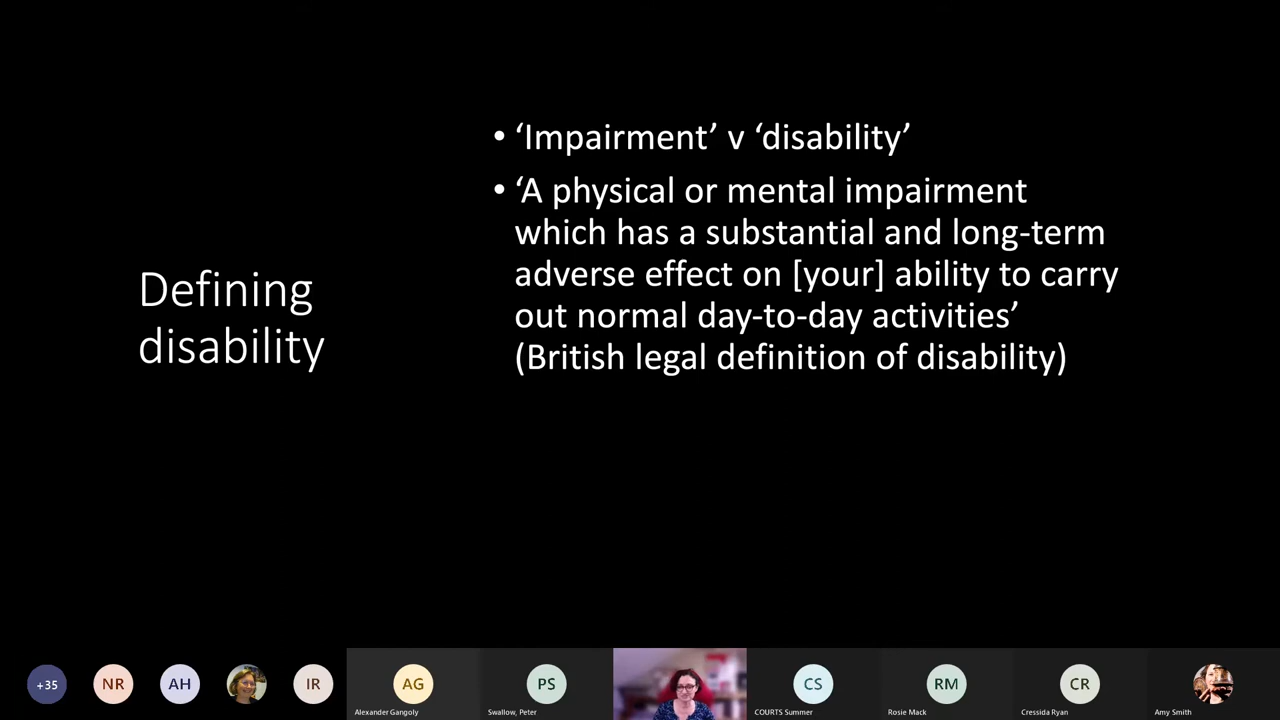 Defining
disability
• ‘Impairment’ v ‘disability’
• ‘A physical or mental impairment
which has a substantial and long-term
adverse effect on [your] ability to carry
out normal day-to-day activities’
(British legal definition of disability)
+35
NR
AH
IR
AG
Alexander Gangoly
PS
Swallow, Peter
CS
COURTS Summer
RM
Rosie Mack
CR
Cressida Ryan
Amy Smith